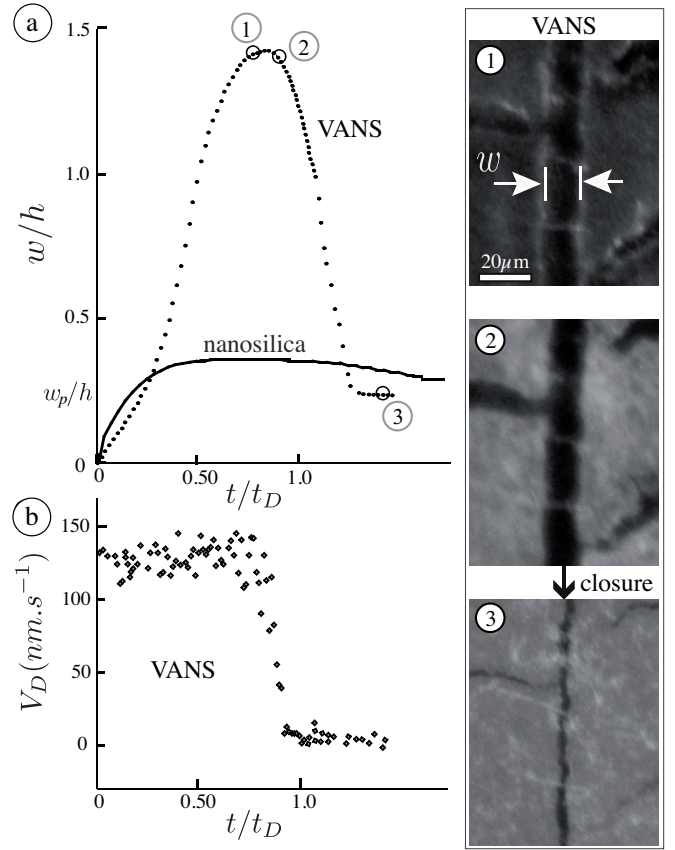 a
1.5
1.0
0.5
0
w/h
w_p/h
1
2
VANS
nanosilica
3
0
0.50
1.0
t/t_D
b
150
100
50
0
V_D(nm.s⁻¹)
VANS
0
0.50
1.0
t/t_D
VANS
1
w
20μm
2
closure
3